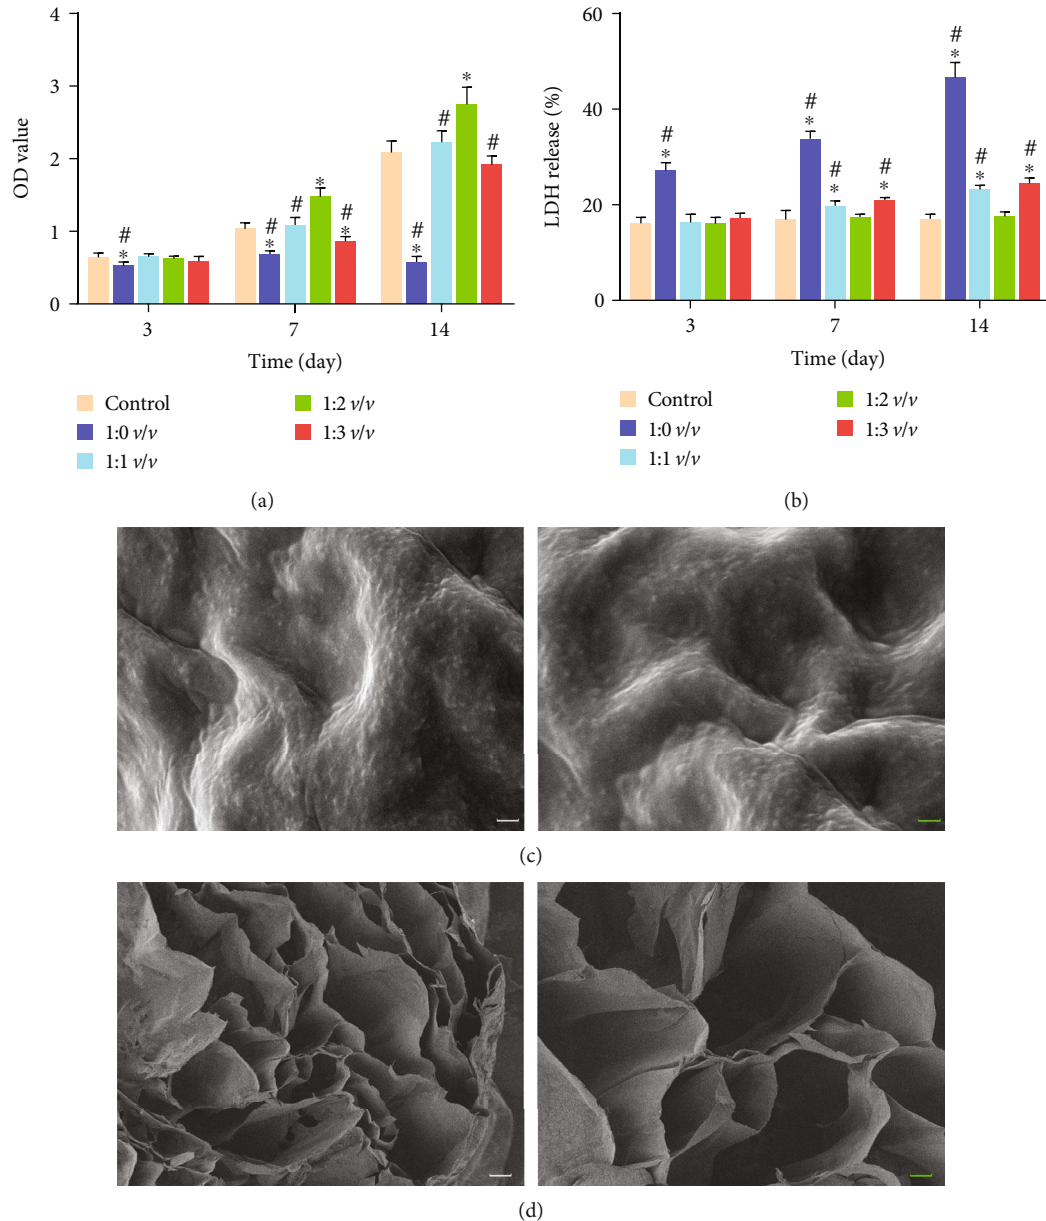 4
3
2
1
0
OD value
#
*
#
*
#
*
#
*
#
*
#
*
#
3
7
14
Time (day)
Control
1:0 v/v
1:1 v/v
1:2 v/v
1:3 v/v
(a)
60
40
20
0
LDH release (%)
#
*
#
*
#
*
#
*
#
*
#
*
#
*
3
7
14
Time (day)
Control
1:0 v/v
1:1 v/v
1:2 v/v
1:3 v/v
(b)
(c)
(d)